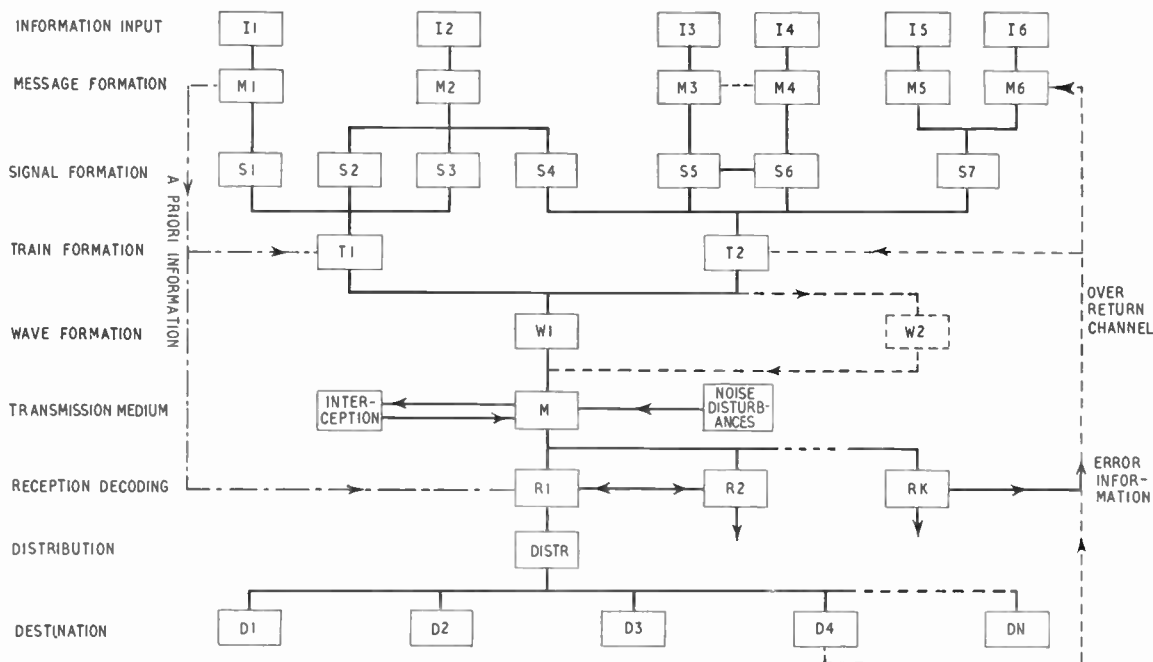 INFORMATION INPUT I1 I2 I3 I4 I5 I6
MESSAGE FORMATION M1 M2 M3 M4 M5 M6
SIGNAL FORMATION S1 S2 S3 S4 S5 S6 S7
A PRIORI INFORMATION
TRAIN FORMATION T1 T2
OVER
RETURN
CHANNEL
WAVE FORMATION W1 W2
TRANSMISSION MEDIUM
INTER-
CEPTION
M
NOISE
DISTURB-
ANCES
RECEPTION DECODING R1 R2 RK
ERROR
INFOR-
MATION
DISTRIBUTION DISTR
DESTINATION D1 D2 D3 D4 DN